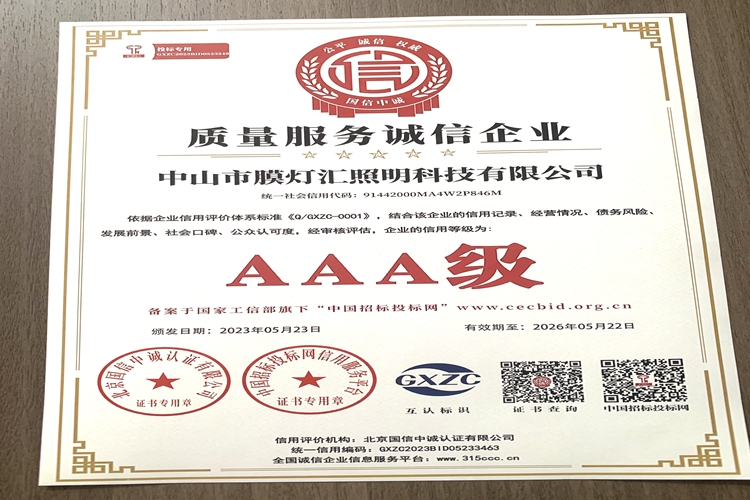 投标专用
公平 诚信 权威
信
国信中诚
质量服务诚信企业
中山市膜灯汇照明科技有限公司
统一社会信用代码：91442000MA4W2P846M
依据企业信用评价体系标准《Q/GXZC-0001》，结合该企业的信用记录、经营情况、债务风险、
发展前景、社会口碑、公众认可度，经审核评估，企业的信用等级为：
AAA级
备案于国家工信部旗下“中国招标投标网”www.cecbid.org.cn
颁发日期：2023年05月23日
有效期至：2026年05月22日
北京国信中诚认证有限公司
证书专用章
中国招标投标网信用服务平台
证书专用章
GXZC
互认标识
证书查询
中国招标投标网
信用评价机构：北京国信中诚认证有限公司
统一信用编码：GXZC2023BID05233463
全国诚信企业信息服务平台：www.315ccc.cn